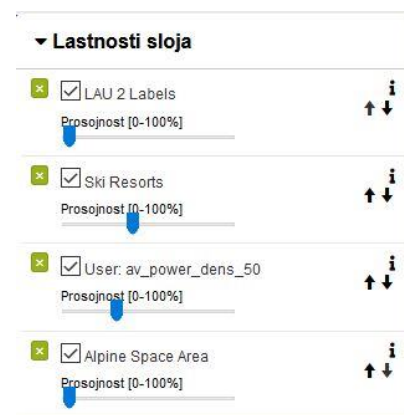 Lastnosti sloja
LAU 2 Labels
Prosojnost [0-100%]
Ski Resorts
Prosojnost [0-100%]
User: av_power_dens_50
Prosojnost [0-100%]
Alpine Space Area
Prosojnost [0-100%]